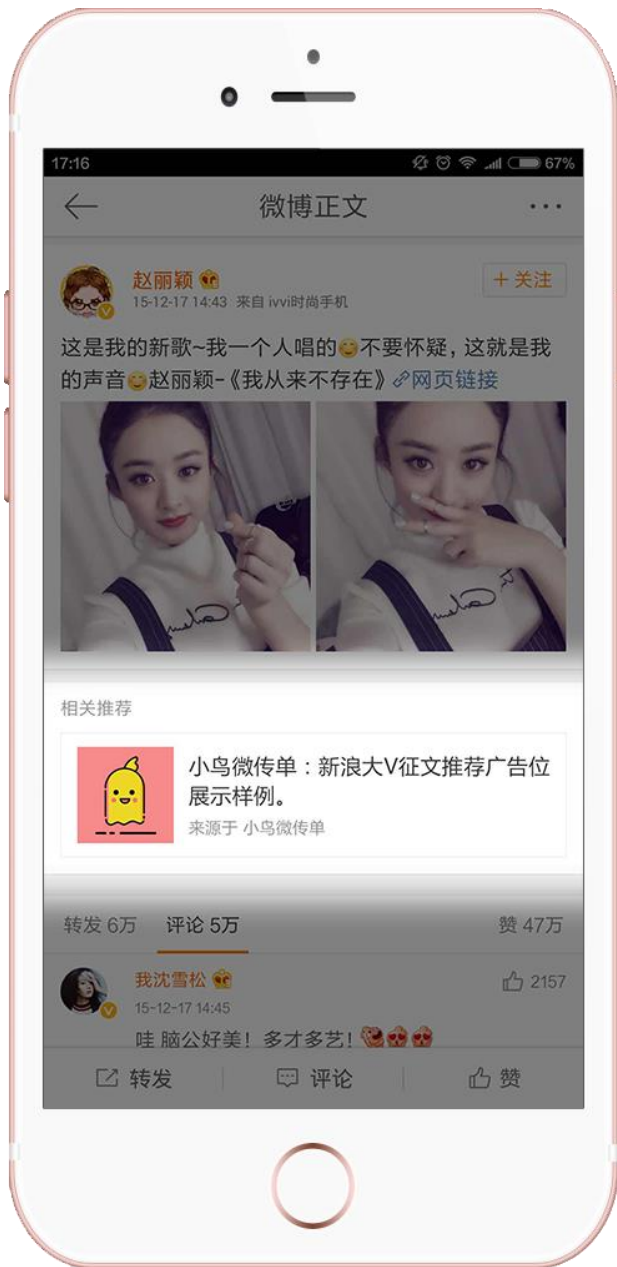 17:16
67%
微博正文
赵丽颖
+ 关注
15-12-17 14:43 来自 ivvi时尚手机
这是我的新歌~我一个人唱的不要怀疑，这就是我
的声音赵丽颖-《我从来不存在》网页链接
相关推荐
小鸟微传单：新浪大V征文推荐广告位
展示样例。
来源于 小鸟微传单
转发 6万 评论 5万 赞 47万
我沈雪松
2157
15-12-17 14:45
哇 脑公好美！多才多艺！
转发 评论 赞